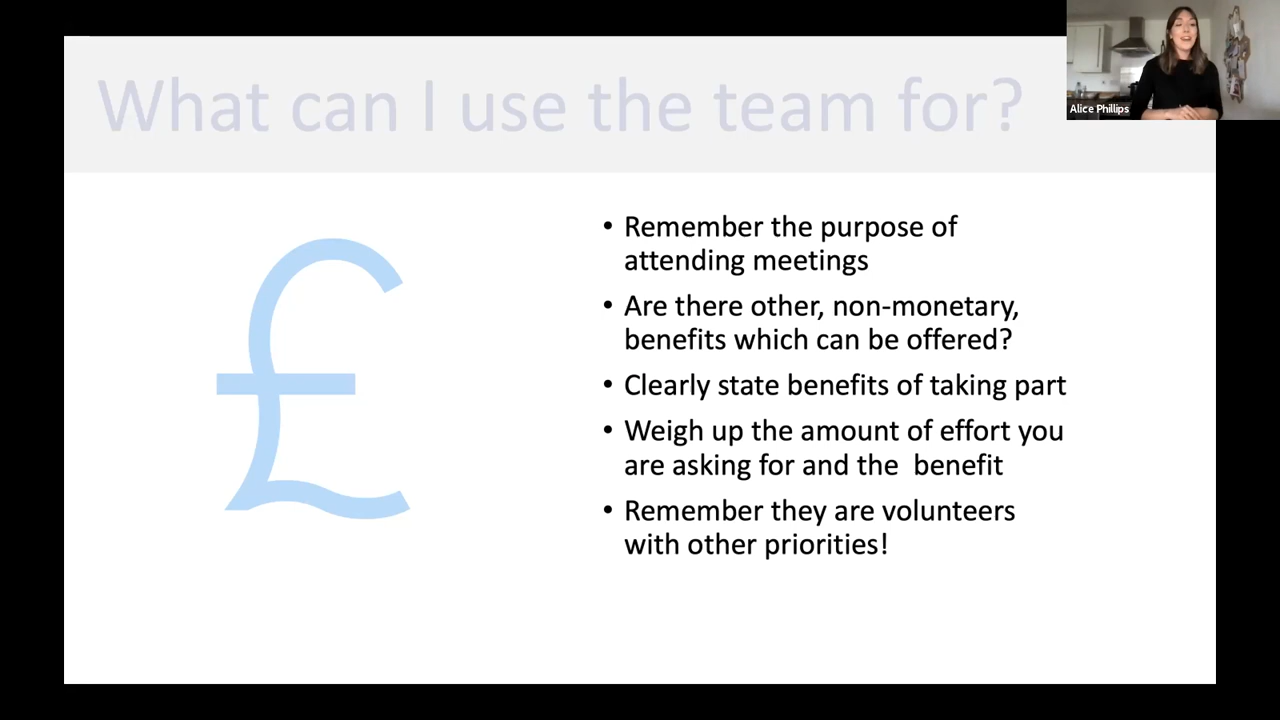 What can I use the team for?
Alice Phillips
£
• Remember the purpose of
attending meetings
• Are there other, non-monetary,
benefits which can be offered?
• Clearly state benefits of taking part
• Weigh up the amount of effort you
are asking for and the  benefit
• Remember they are volunteers
with other priorities!